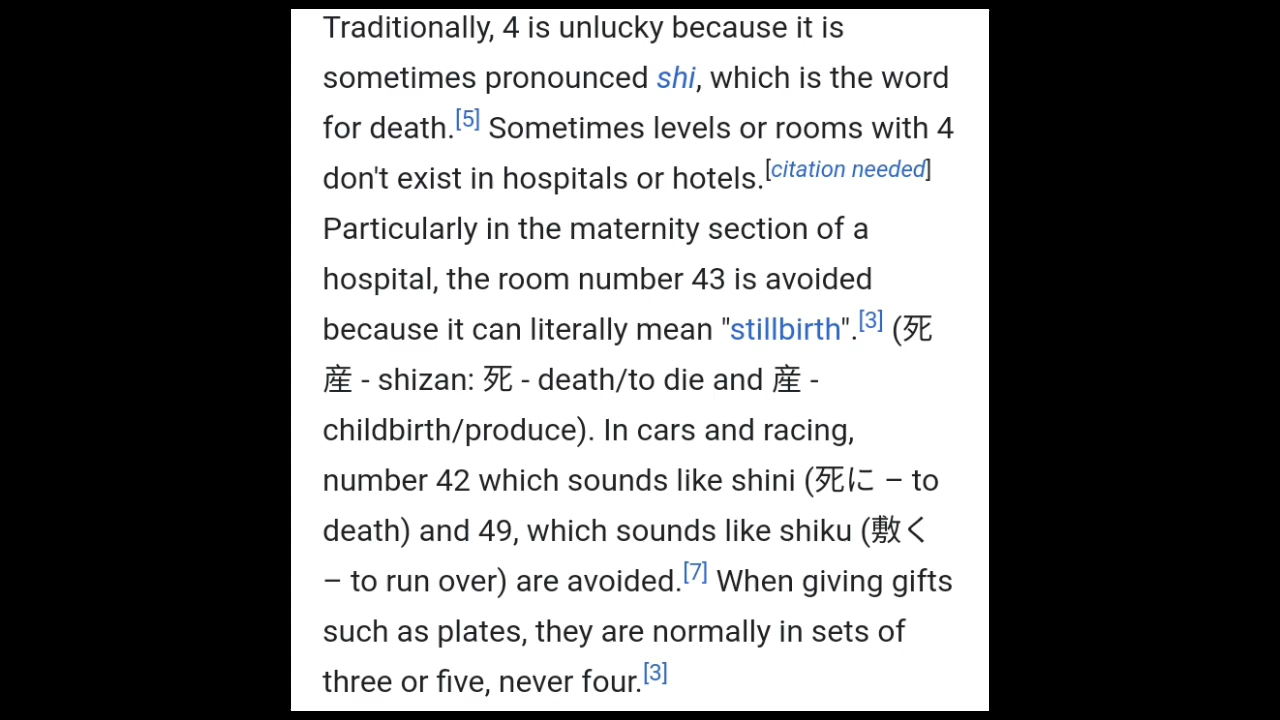 Traditionally, 4 is unlucky because it is
sometimes pronounced shi, which is the word
for death.[5] Sometimes levels or rooms with 4
don't exist in hospitals or hotels.[citation needed]
Particularly in the maternity section of a
hospital, the room number 43 is avoided
because it can literally mean "stillbirth".[3] (死
産 - shizan: 死 - death/to die and 産 -
childbirth/produce). In cars and racing,
number 42 which sounds like shini (死に – to
death) and 49, which sounds like shiku (敷く
– to run over) are avoided.[7] When giving gifts
such as plates, they are normally in sets of
three or five, never four.[3]